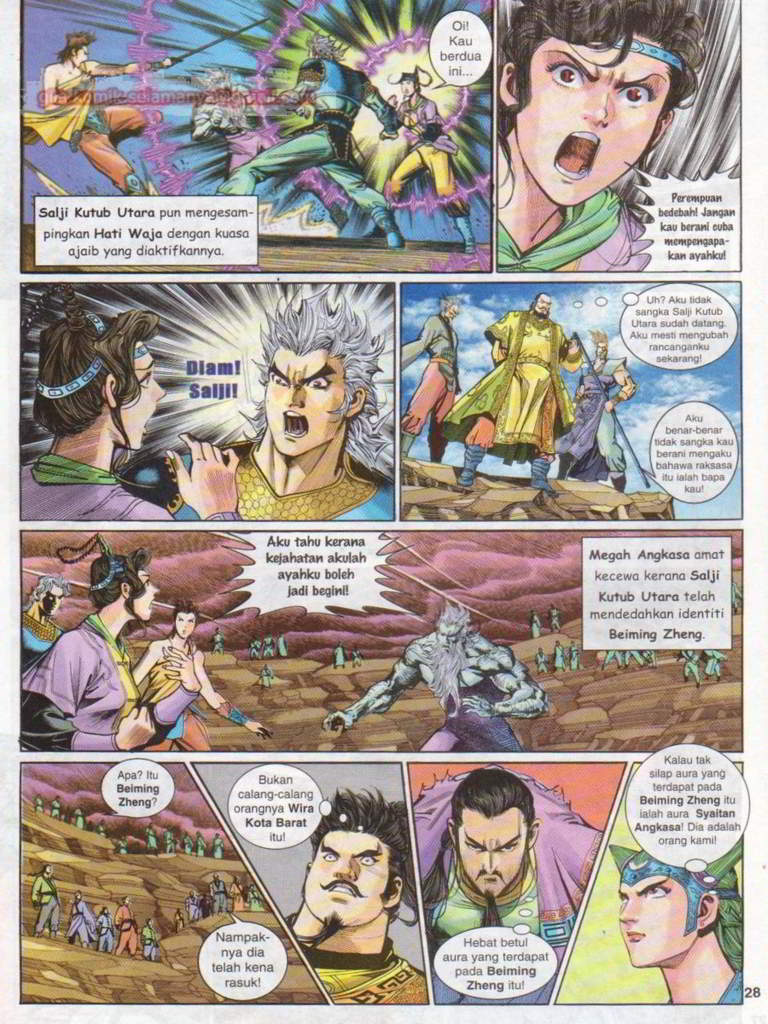 Oi!
Kau
berdua
ini...
Salji Kutub Utara pun mengesam-
pingkan Hati Waja dengan kuasa
ajaib yang diaktifkannya.
Perempuan
bedebah! Jangan
kau berani cuba
mempengapa-
kan ayahku!
Diam!
Salji!
Uh? Aku tidak
sangka Salji Kutub
Utara sudah datang.
Aku mesti mengubah
rancanganku
sekarang!
Aku
benar-benar
tidak sangka kau
berani mengaku
bahawa raksasa
itu ialah bapa
kau!
Aku tahu kerana
kejahatan akulah
ayahku boleh
jadi begini!
Megah Angkasa amat
kecewa kerana Salji
Kutub Utara telah
mendedahkan identiti
Beiming Zheng.
Apa? Itu
Beiming
Zheng?
Nampak-
nya dia
telah kena
rasuk!
Bukan
calang-calang
orangnya Wira
Kota Barat
itu!
Hebat betul
aura yang terdapat
pada Beiming
Zheng itu!
Kalau tak
silap aura yang
terdapat pada
Beiming Zheng itu
ialah aura Syaitan
Angkasa! Dia adalah
orang kami!
28